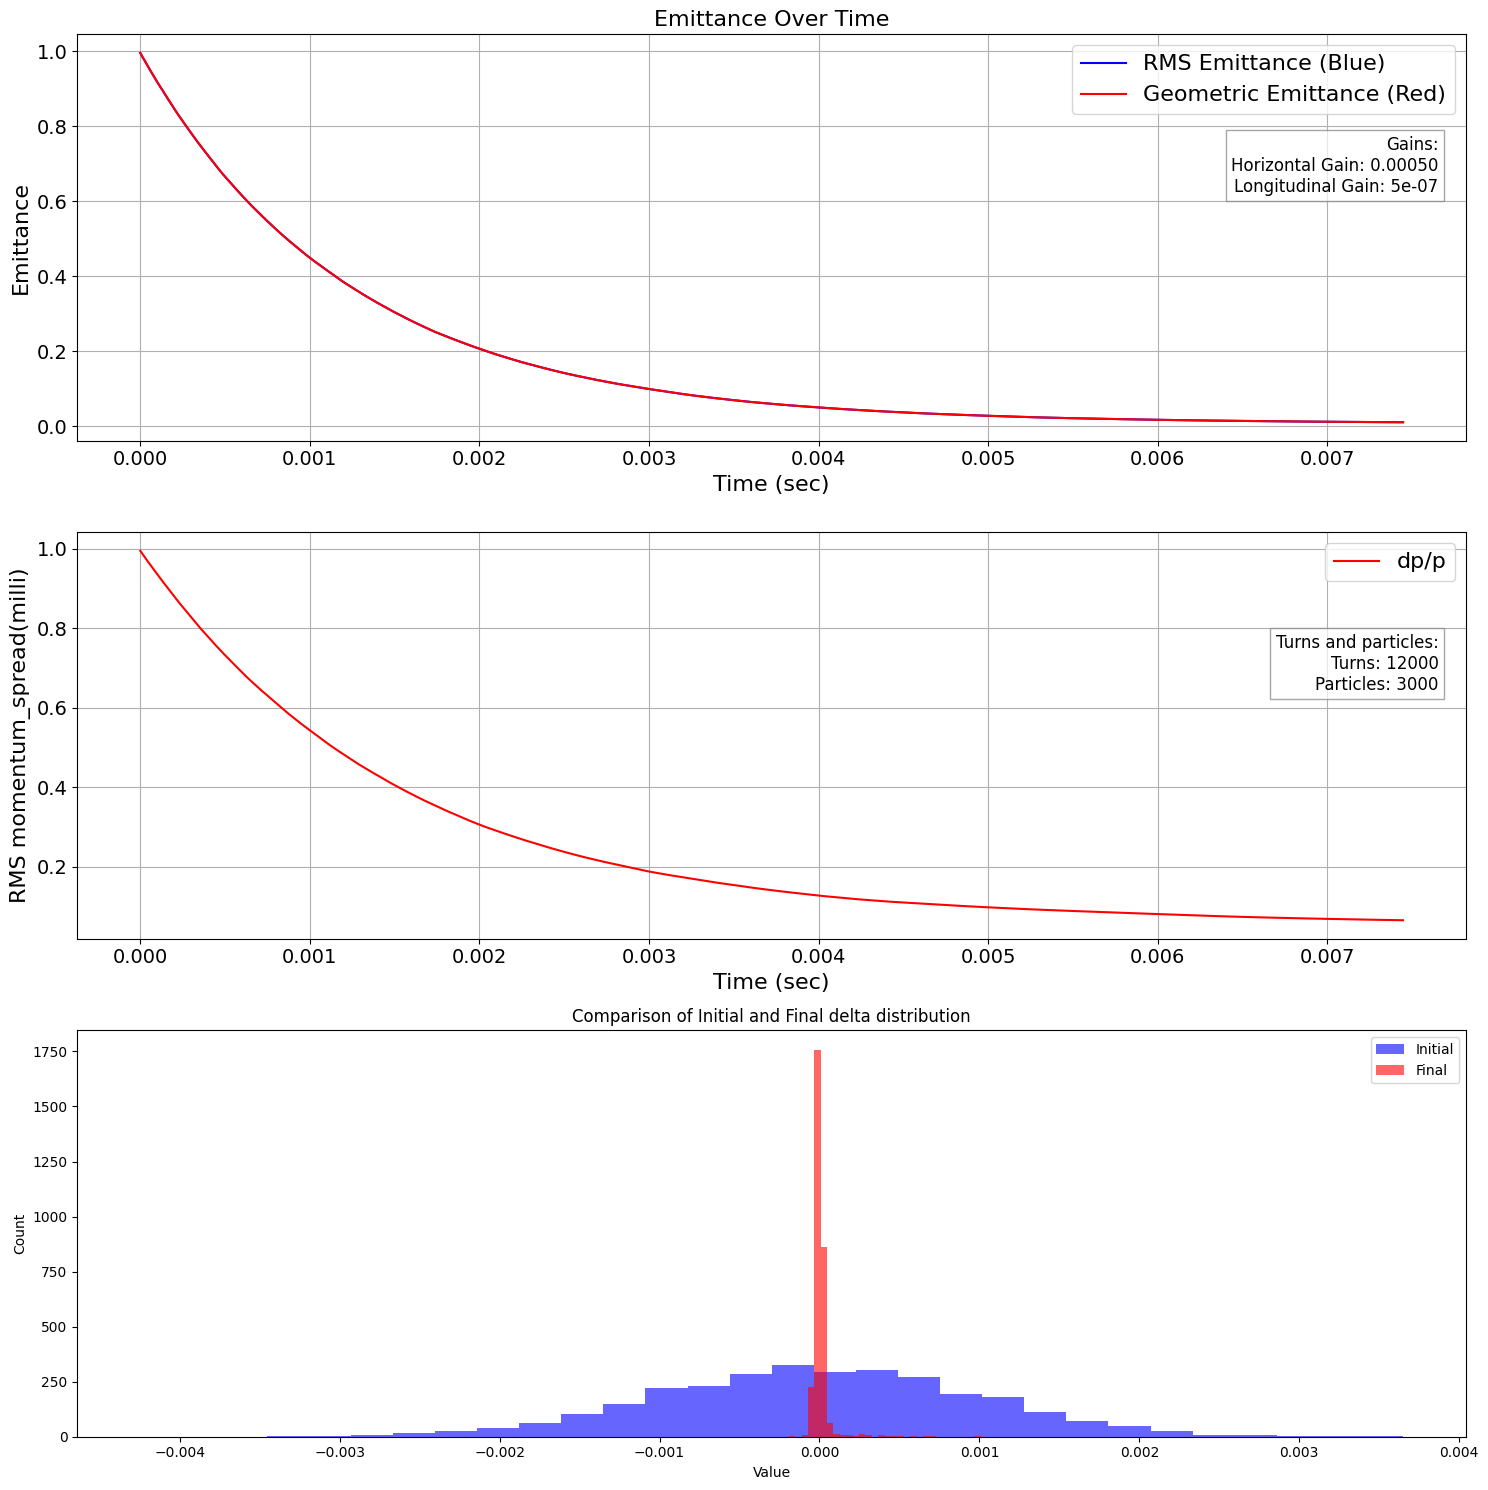 Emittance Over Time
1.0
0.8
0.6
0.4
0.2
0.0
Emittance
RMS Emittance (Blue)
Geometric Emittance (Red)
Gains:
Horizontal Gain: 0.00050
Longitudinal Gain: 5e-07
0.000 0.001 0.002 0.003 0.004 0.005 0.006 0.007
Time (sec)
1.0
0.8
0.6
0.4
0.2
RMS momentum_spread(milli)
dp/p
Turns and particles:
Turns: 12000
Particles: 3000
0.000 0.001 0.002 0.003 0.004 0.005 0.006 0.007
Time (sec)
Comparison of Initial and Final delta distribution
1750
1500
1250
1000
750
500
250
0
Count
Initial
Final
−0.004 −0.003 −0.002 −0.001 0.000 0.001 0.002 0.003 0.004
Value